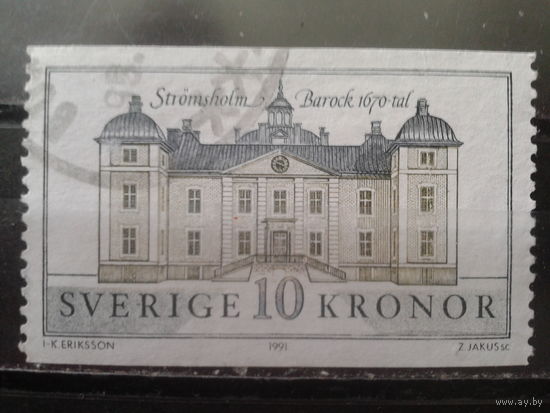 Strömsholm Barock 1670-tal
SVERIGE 10 KRONOR
I-K.ERIKSSON 1991 Z.JAKUS SC
www.ay.by